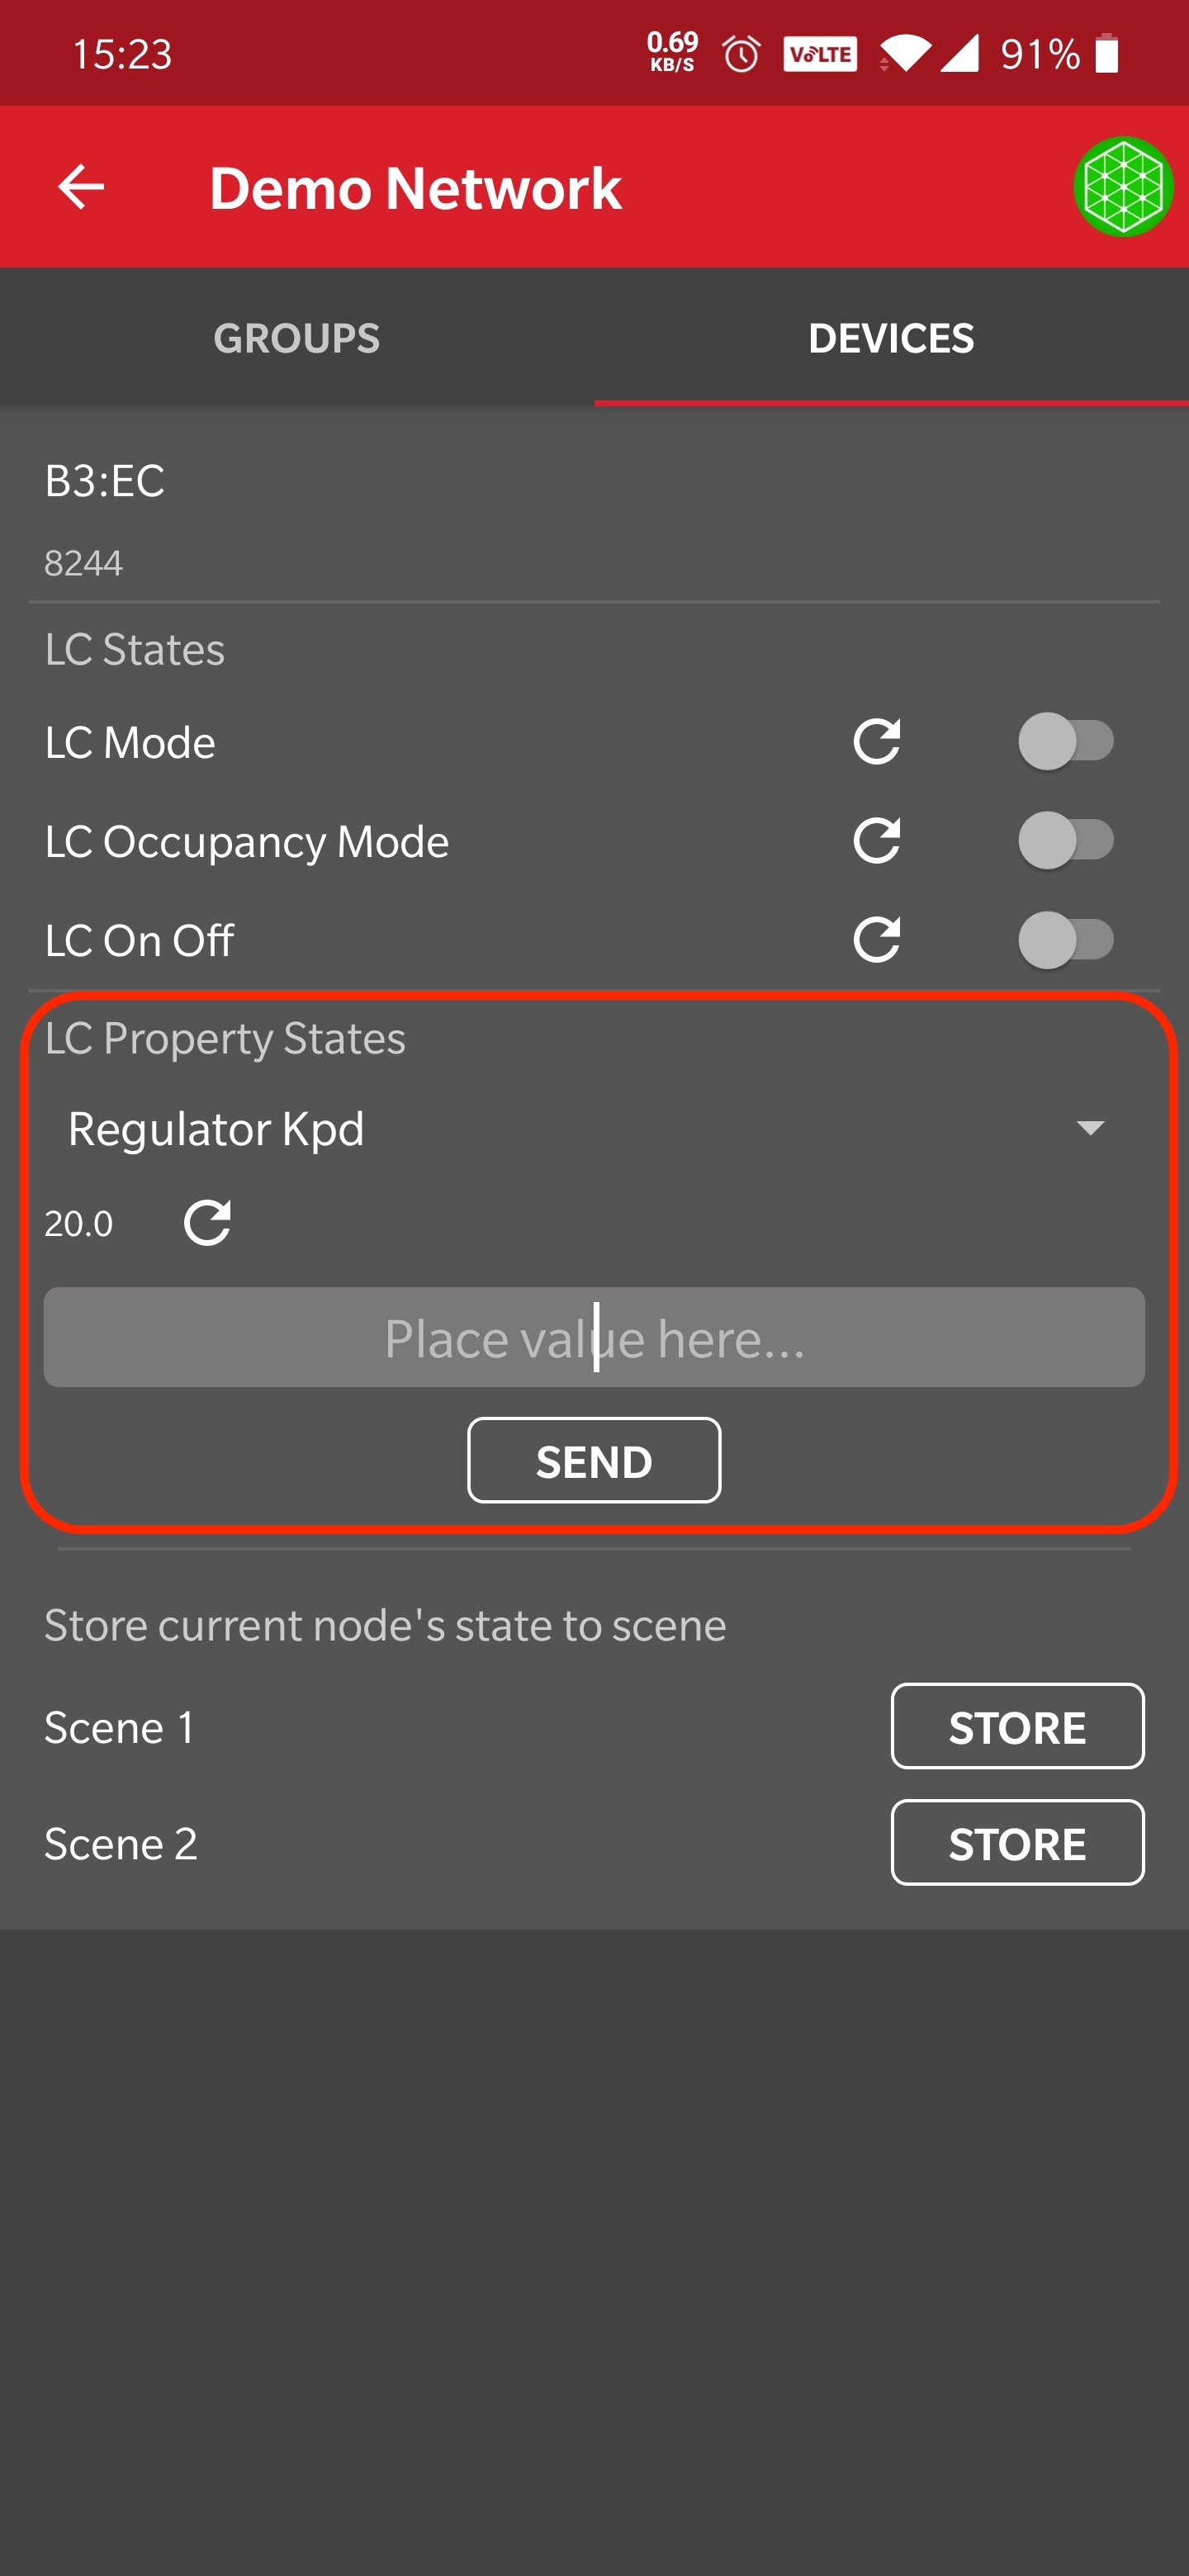 15:23 0.69 KB/S VoLTE 91%
Demo Network
GROUPS DEVICES
B3:EC
8244
LC States
LC Mode
LC Occupancy Mode
LC On Off
LC Property States
Regulator Kpd
20.0
Place value here...
SEND
Store current node's state to scene
Scene 1 STORE
Scene 2 STORE